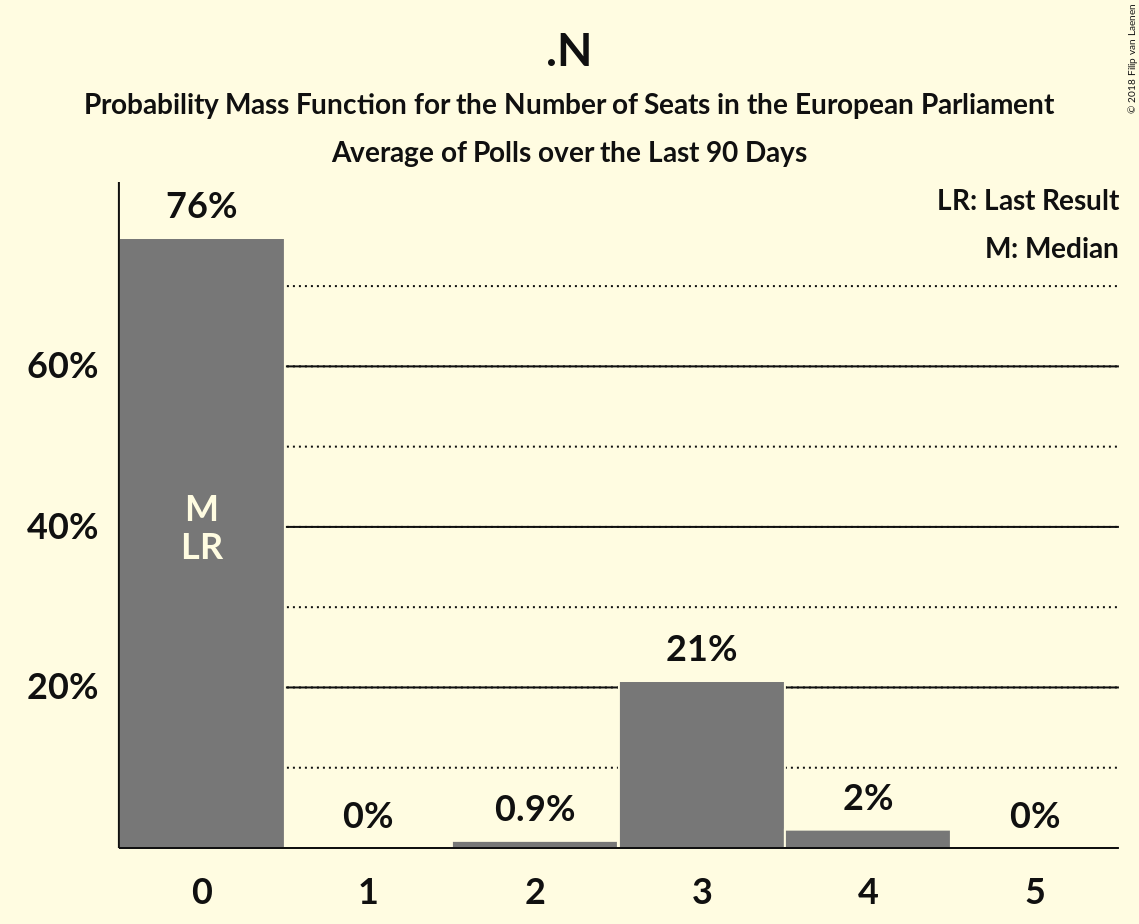 .N
Probability Mass Function for the Number of Seats in the European Parliament
Average of Polls over the Last 90 Days
© 2018 Filip van Laenen
LR: Last Result
M: Median
76%
60%
40%
20%
M
LR
0%
0.9%
21%
2%
0%
0 1 2 3 4 5